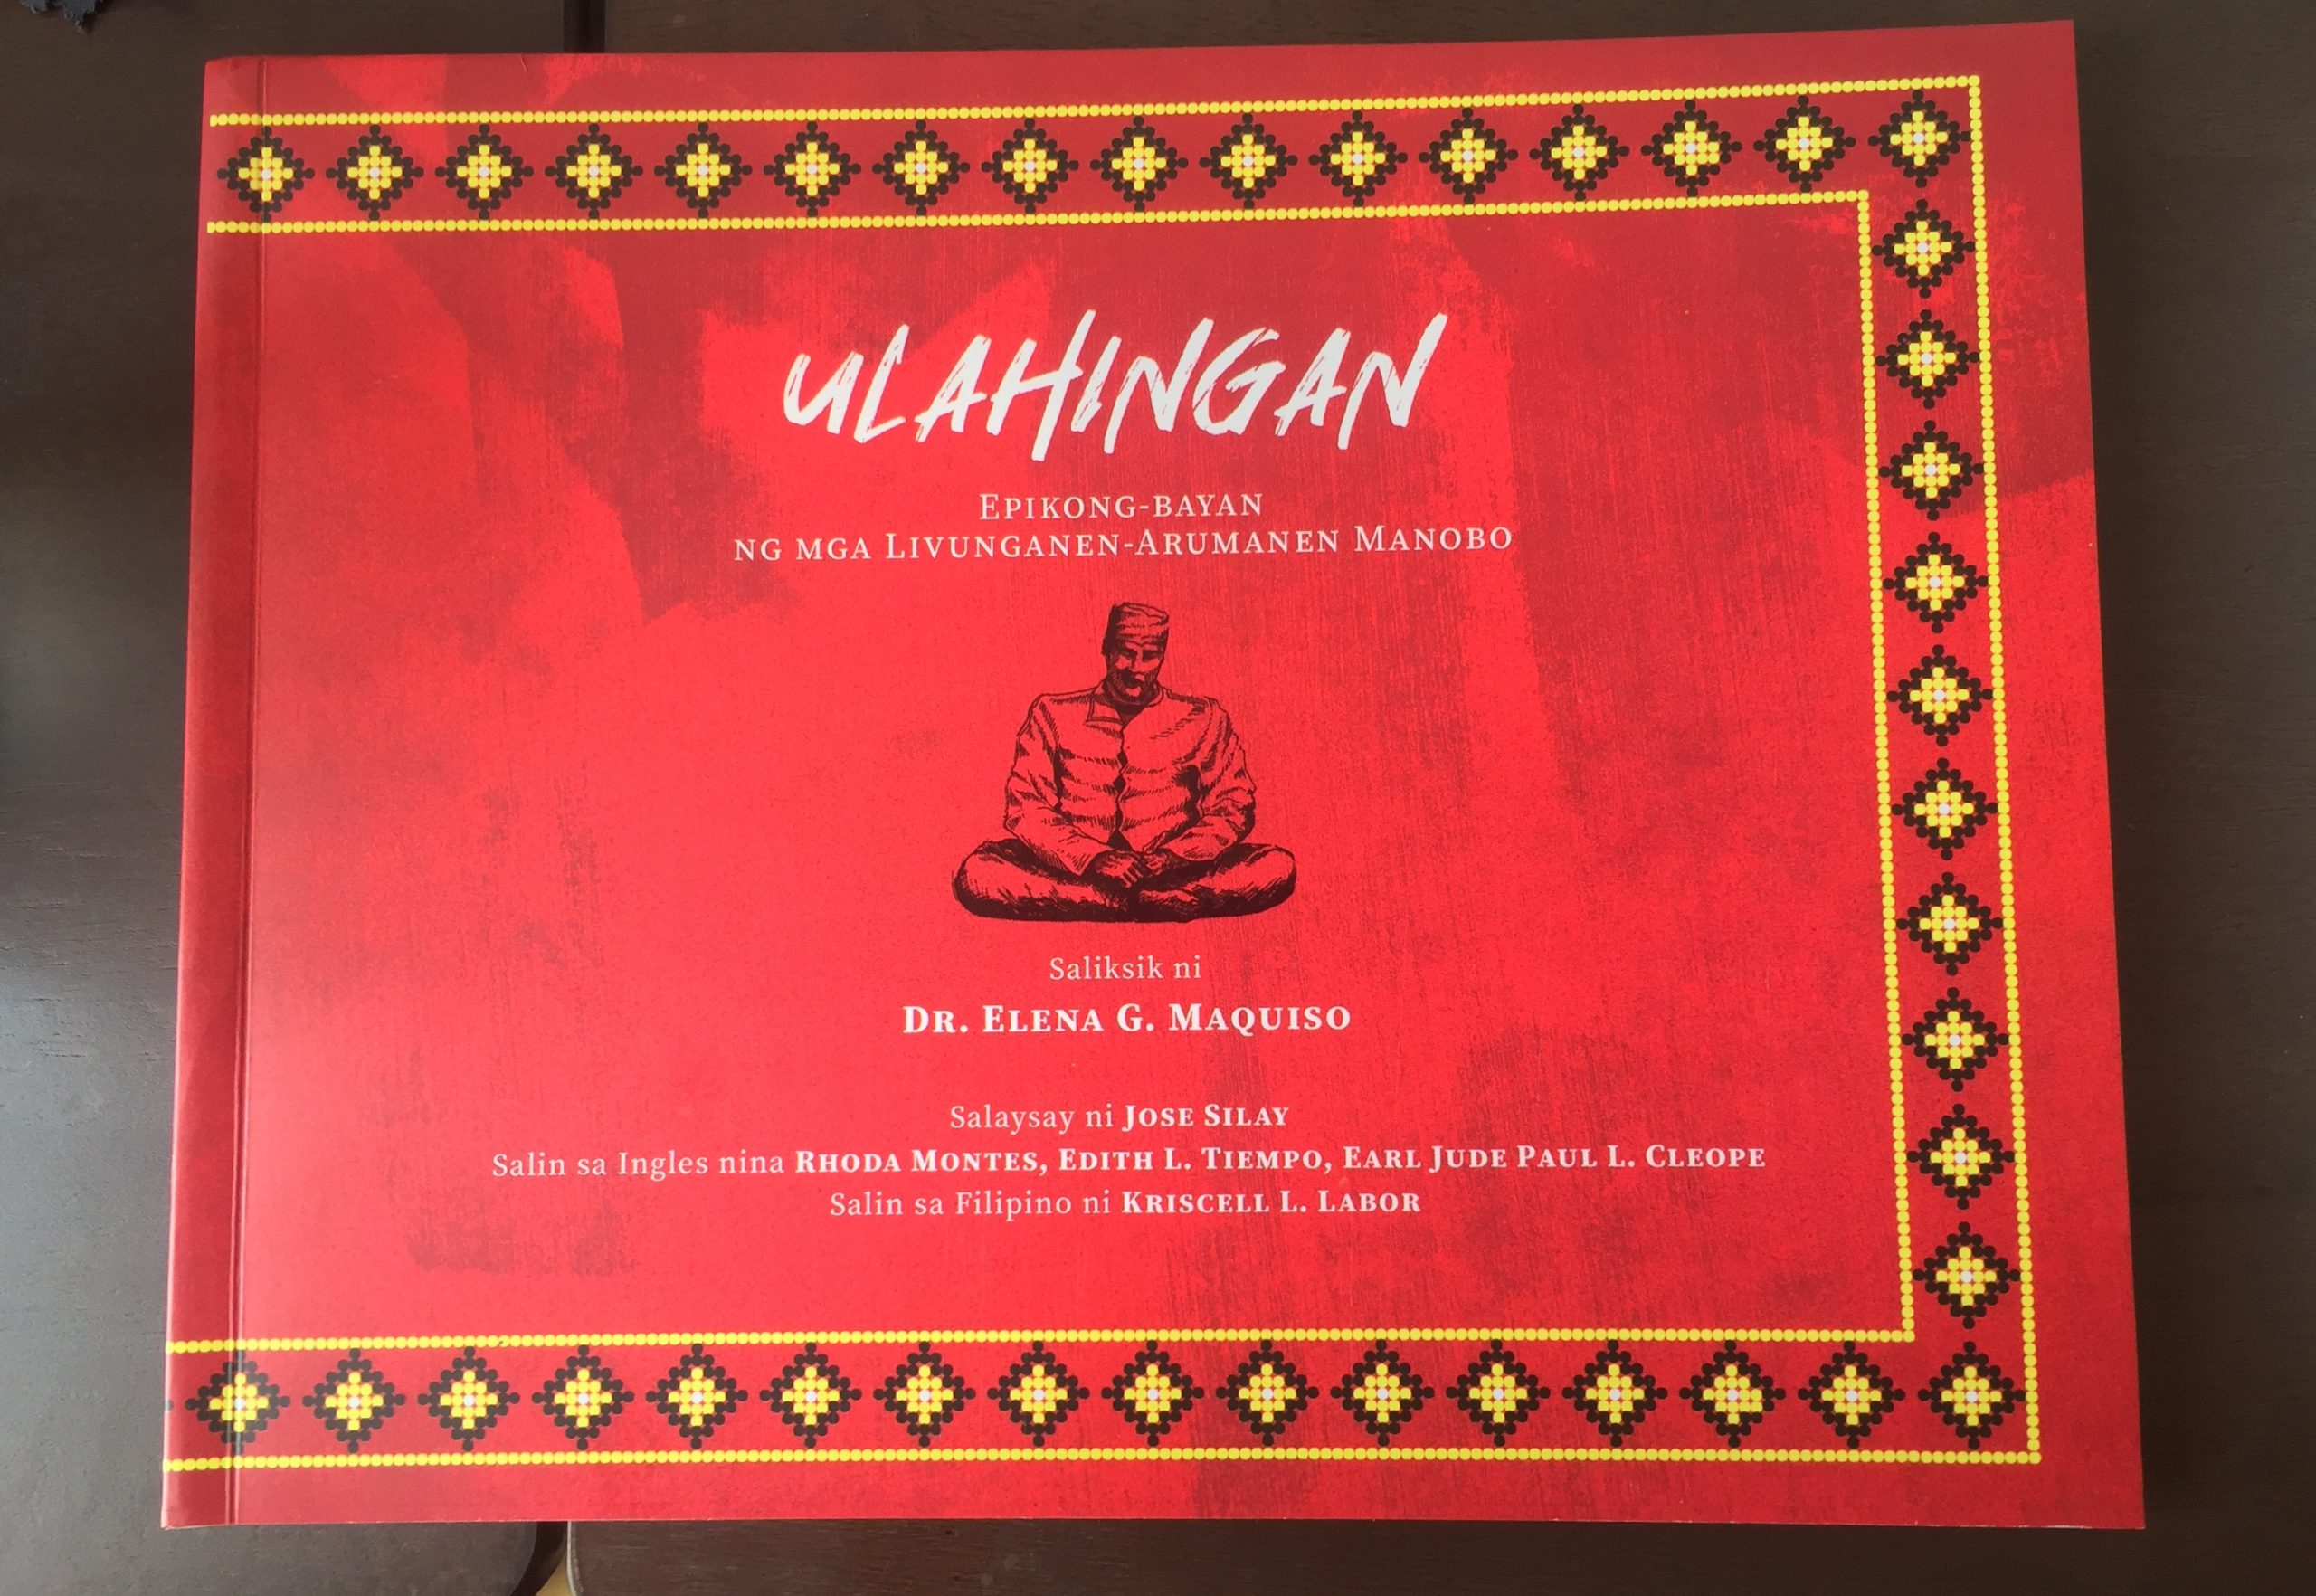 ULAHINGAN
EPIKONG-BAYAN
NG MGA LIVUNGANEN-ARUMANEN MANOBO
Saliksik ni
DR. ELENA G. MAQUISO
Salaysay ni JOSE SILAY
Salin sa Ingles nina RHODA MONTES, EDITH L. TIEMPO, EARL JUDE PAUL L. CLEOPE
Salin sa Filipino ni KRISCELL L. LABOR